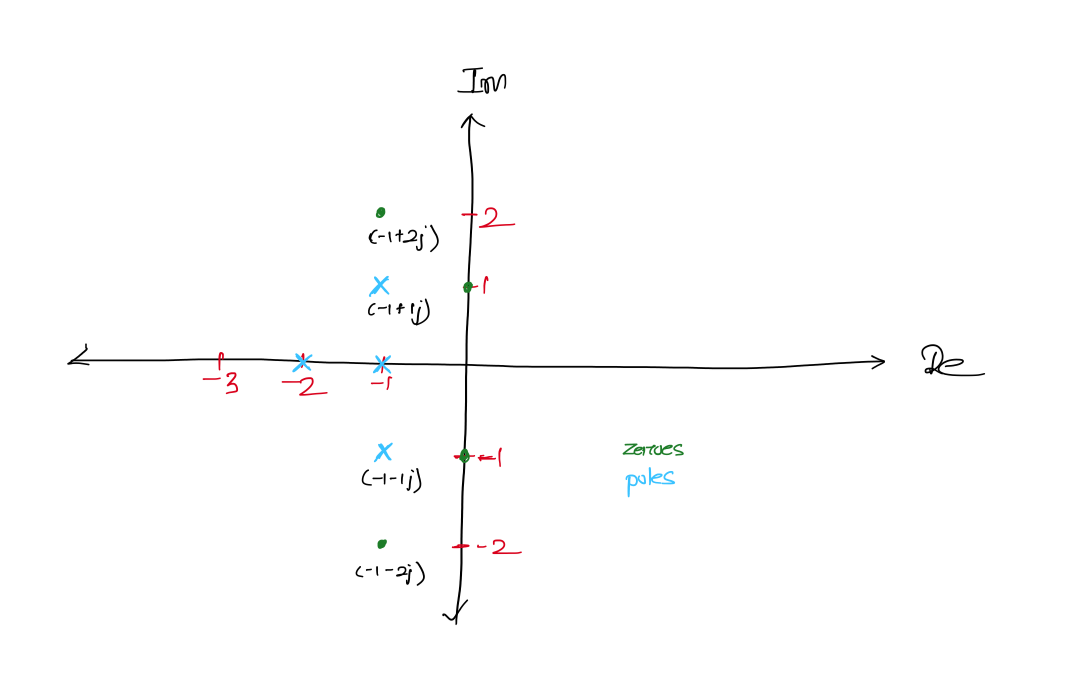 Im
2
(-1+2j)
1
(-1+1j)
Re
-3
-2
-1
-1
zeroes
(-1-1j)
poles
-2
(-1-2j)